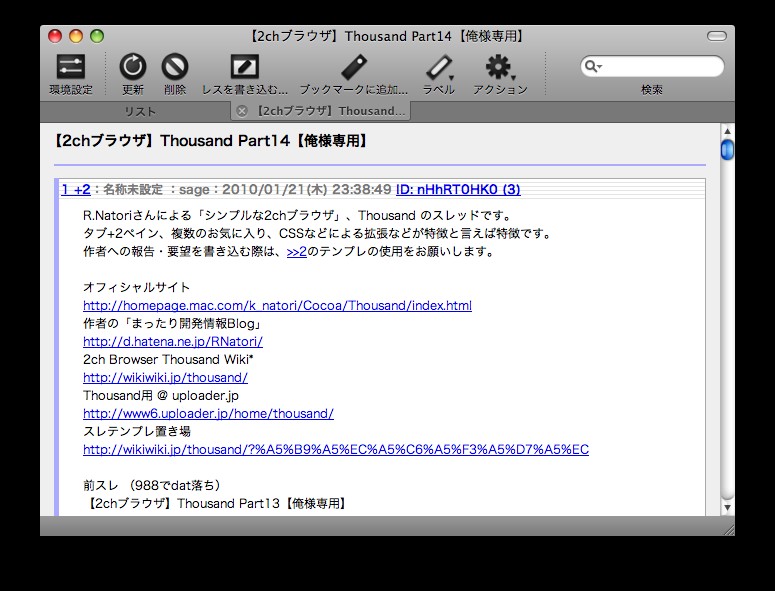 【2chブラウザ】Thousand Part14【俺様専用】
環境設定 更新 削除 レスを書き込む... ブックマークに追加... ラベル アクション 検索
リスト 【2chブラウザ】Thousand...
【2chブラウザ】Thousand Part14【俺様専用】
1 +2：名称未設定 ：sage：2010/01/21(木) 23:38:49 ID: nHhRT0HK0 (3)
R.Natoriさんによる「シンプルな2chブラウザ」、Thousand のスレッドです。
タブ+2ペイン、複数のお気に入り、CSSなどによる拡張などが特徴と言えば特徴です。
作者への報告・要望を書き込む際は、>>2のテンプレの使用をお願いします。
オフィシャルサイト
http://homepage.mac.com/k_natori/Cocoa/Thousand/index.html
作者の「まったり開発情報Blog」
http://d.hatena.ne.jp/RNatori/
2ch Browser Thousand Wiki*
http://wikiwiki.jp/thousand/
Thousand用 @ uploader.jp
http://www6.uploader.jp/home/thousand/
スレテンプレ置き場
http://wikiwiki.jp/thousand/?%A5%B9%A5%EC%A5%C6%A5%F3%A5%D7%A5%EC
前スレ （988でdat落ち）
【2chブラウザ】Thousand Part13【俺様専用】